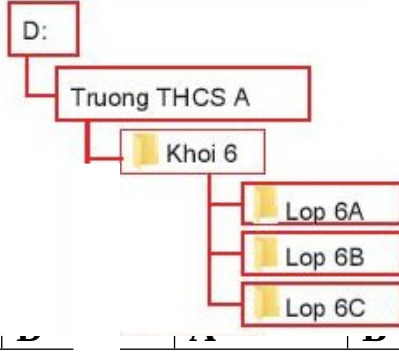 D:
Truong THCS A
Khoi 6
Lop 6A
Lop 6B
Lop 6C